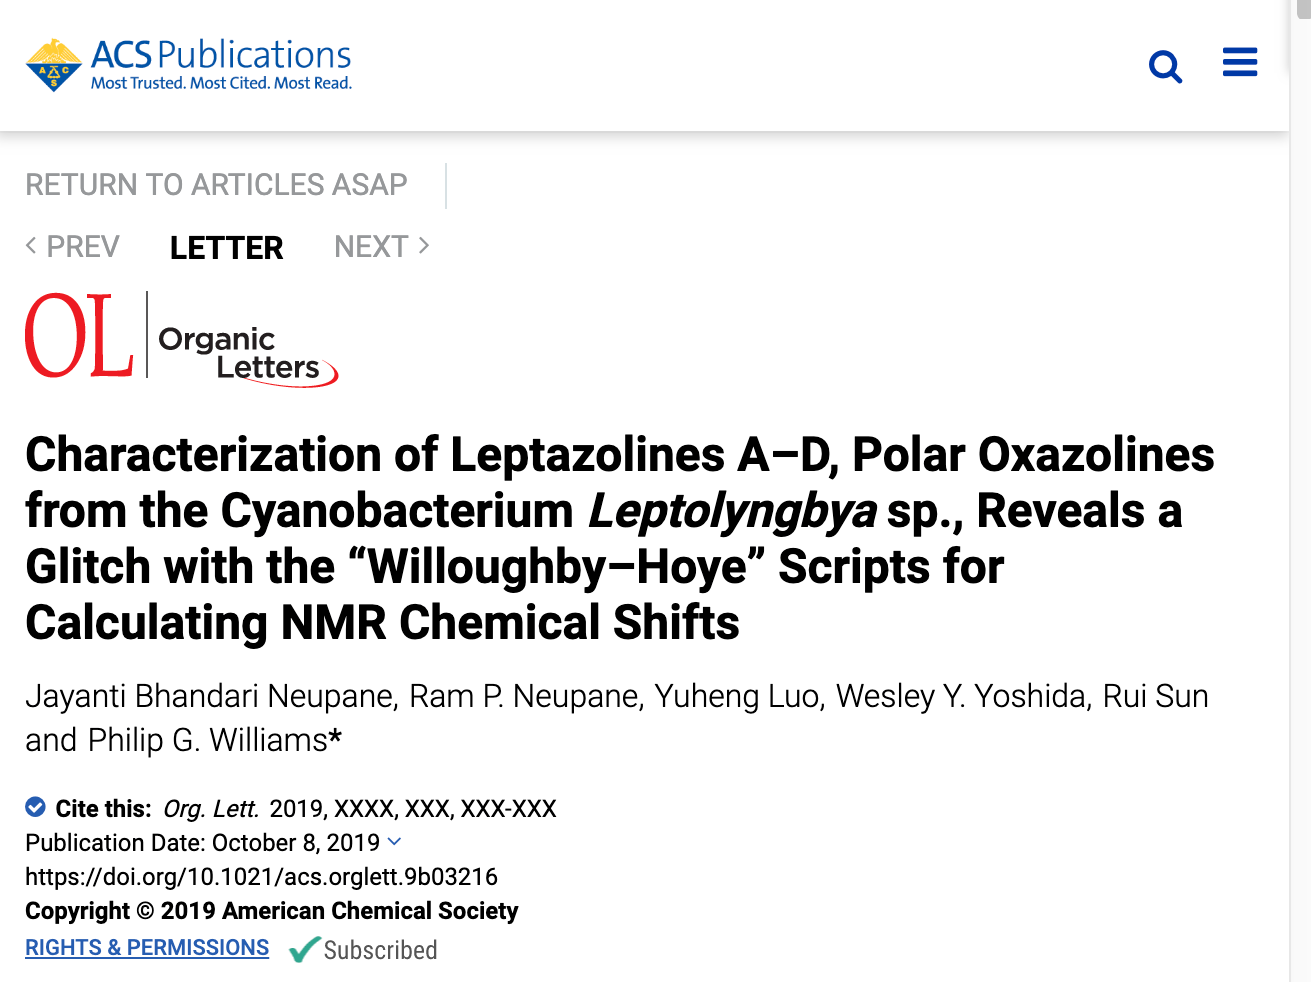 ACS Publications
Most Trusted. Most Cited. Most Read.
A C S
RETURN TO ARTICLES ASAP
< PREV LETTER NEXT >
OL Organic
Letters
Characterization of Leptazolines A–D, Polar Oxazolines
from the Cyanobacterium Leptolyngbya sp., Reveals a
Glitch with the “Willoughby–Hoye” Scripts for
Calculating NMR Chemical Shifts
Jayanti Bhandari Neupane, Ram P. Neupane, Yuheng Luo, Wesley Y. Yoshida, Rui Sun
and Philip G. Williams*
Cite this: Org. Lett. 2019, XXXX, XXX, XXX-XXX
Publication Date: October 8, 2019
https://doi.org/10.1021/acs.orglett.9b03216
Copyright © 2019 American Chemical Society
RIGHTS & PERMISSIONS Subscribed